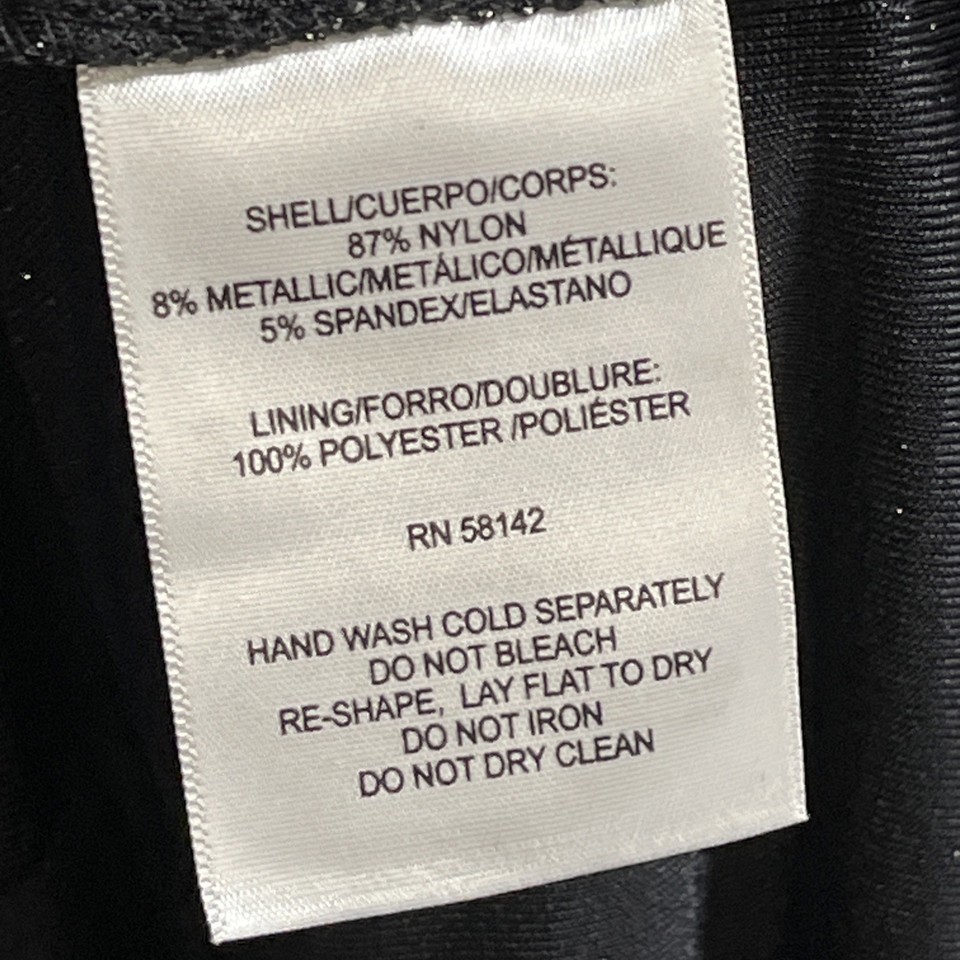 SHELL/CUERPO/CORPS:
87% NYLON
8% METALLIC/METÁLICO/MÉTALLIQUE
5% SPANDEX/ELASTANO
LINING/FORRO/DOUBLURE:
100% POLYESTER /POLIÉSTER
RN 58142
HAND WASH COLD SEPARATELY
DO NOT BLEACH
RE-SHAPE, LAY FLAT TO DRY
DO NOT IRON
DO NOT DRY CLEAN